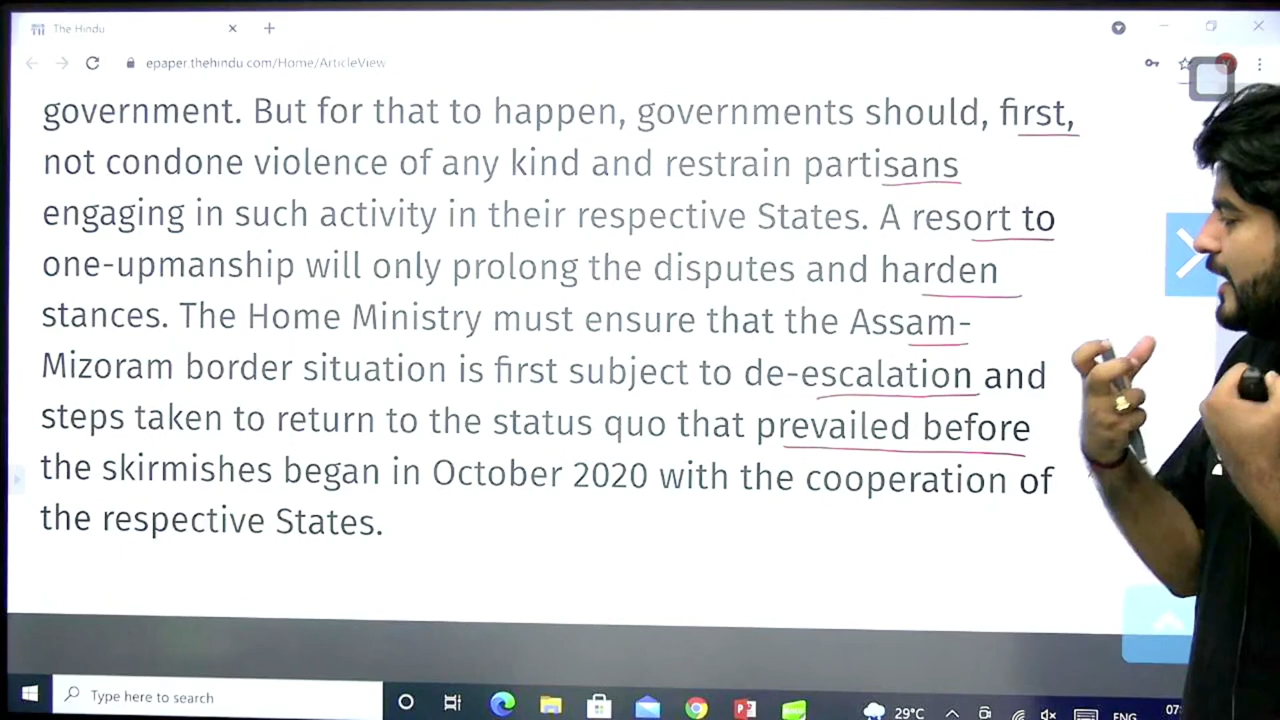 The Hindu
epaper.thehindu.com/Home/ArticleView
government. But for that to happen, governments should, first,
not condone violence of any kind and restrain partisans
engaging in such activity in their respective States. A resort to
one-upmanship will only prolong the disputes and harden
stances. The Home Ministry must ensure that the Assam-
Mizoram border situation is first subject to de-escalation and
steps taken to return to the status quo that prevailed before
the skirmishes began in October 2020 with the cooperation of
the respective States.
Type here to search
29°C
ENG